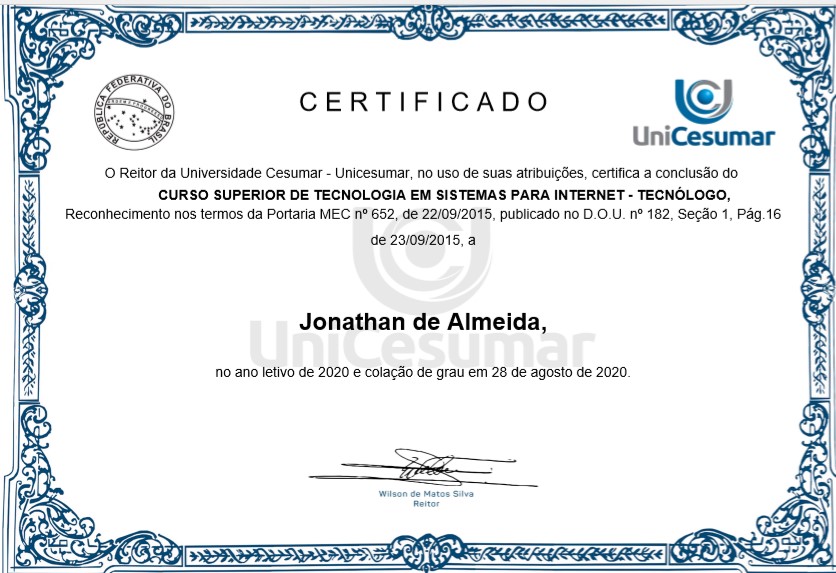 REPÚBLICA FEDERATIVA DO BRASIL
CERTIFICADO
UniCesumar
O Reitor da Universidade Cesumar - Unicesumar, no uso de suas atribuições, certifica a conclusão do
CURSO SUPERIOR DE TECNOLOGIA EM SISTEMAS PARA INTERNET - TECNÓLOGO,
Reconhecimento nos termos da Portaria MEC nº 652, de 22/09/2015, publicado no D.O.U. nº 182, Seção 1, Pág.16
de 23/09/2015, a
Jonathan de Almeida,
UniCesumar
no ano letivo de 2020 e colação de grau em 28 de agosto de 2020.
Wilson de Matos Silva
Reitor